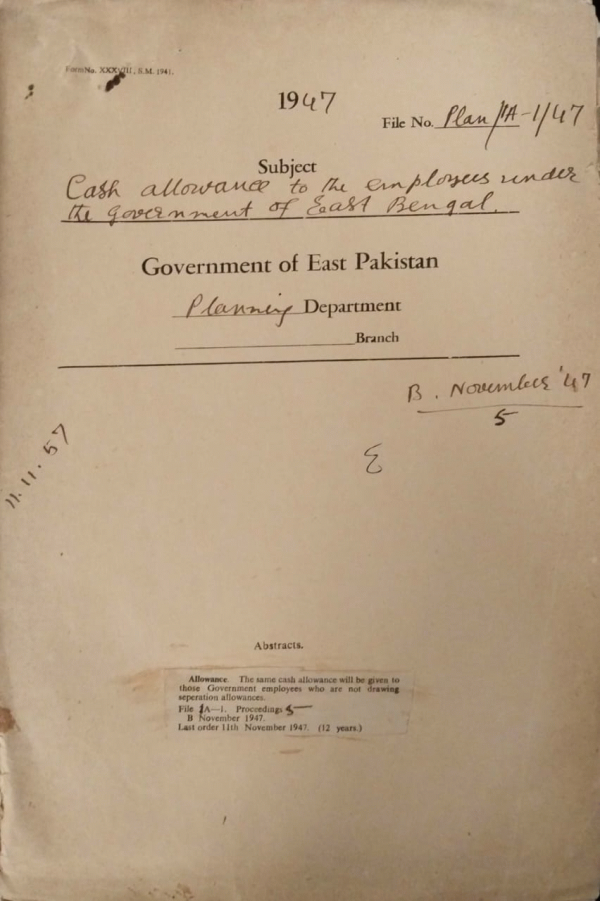 Form No. XXXVIII, S.M. 1941.
1947
File No. Plan/1A-1/47
Subject
Cash allowance to the employees under
the government of East Bengal.
Government of East Pakistan
Planning Department
Branch
B. November '47
5
11.11.57
Abstracts.
Allowance. The same cash allowance will be given to
those Government employees who are not drawing
seperation allowances.
File 1A—1. Proceedings 5
B November 1947.
Last order 11th November 1947. (12 years.)